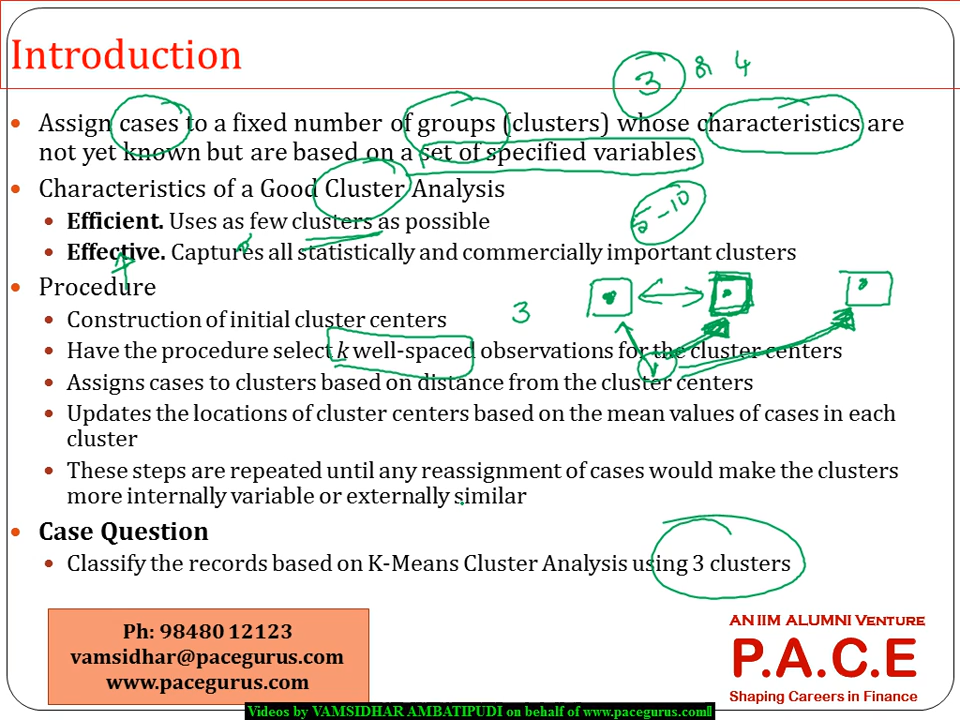 Introduction
3 & 4
• Assign cases to a fixed number of groups (clusters) whose characteristics are
not yet known but are based on a set of specified variables
• Characteristics of a Good Cluster Analysis
• Efficient. Uses as few clusters as possible
5-10
• Effective. Captures all statistically and commercially important clusters
• Procedure
3
• Construction of initial cluster centers
• Have the procedure select k well-spaced observations for the cluster centers
• Assigns cases to clusters based on distance from the cluster centers
• Updates the locations of cluster centers based on the mean values of cases in each
cluster
• These steps are repeated until any reassignment of cases would make the clusters
more internally variable or externally similar
• Case Question
• Classify the records based on K-Means Cluster Analysis using 3 clusters
Ph: 98480 12123
vamsidhar@pacegurus.com
www.pacegurus.com
AN IIM ALUMNI VENTURE
P.A.C.E
Shaping Careers in Finance
Videos by VAMSIDHAR AMBATIPUDI on behalf of www.pacegurus.com